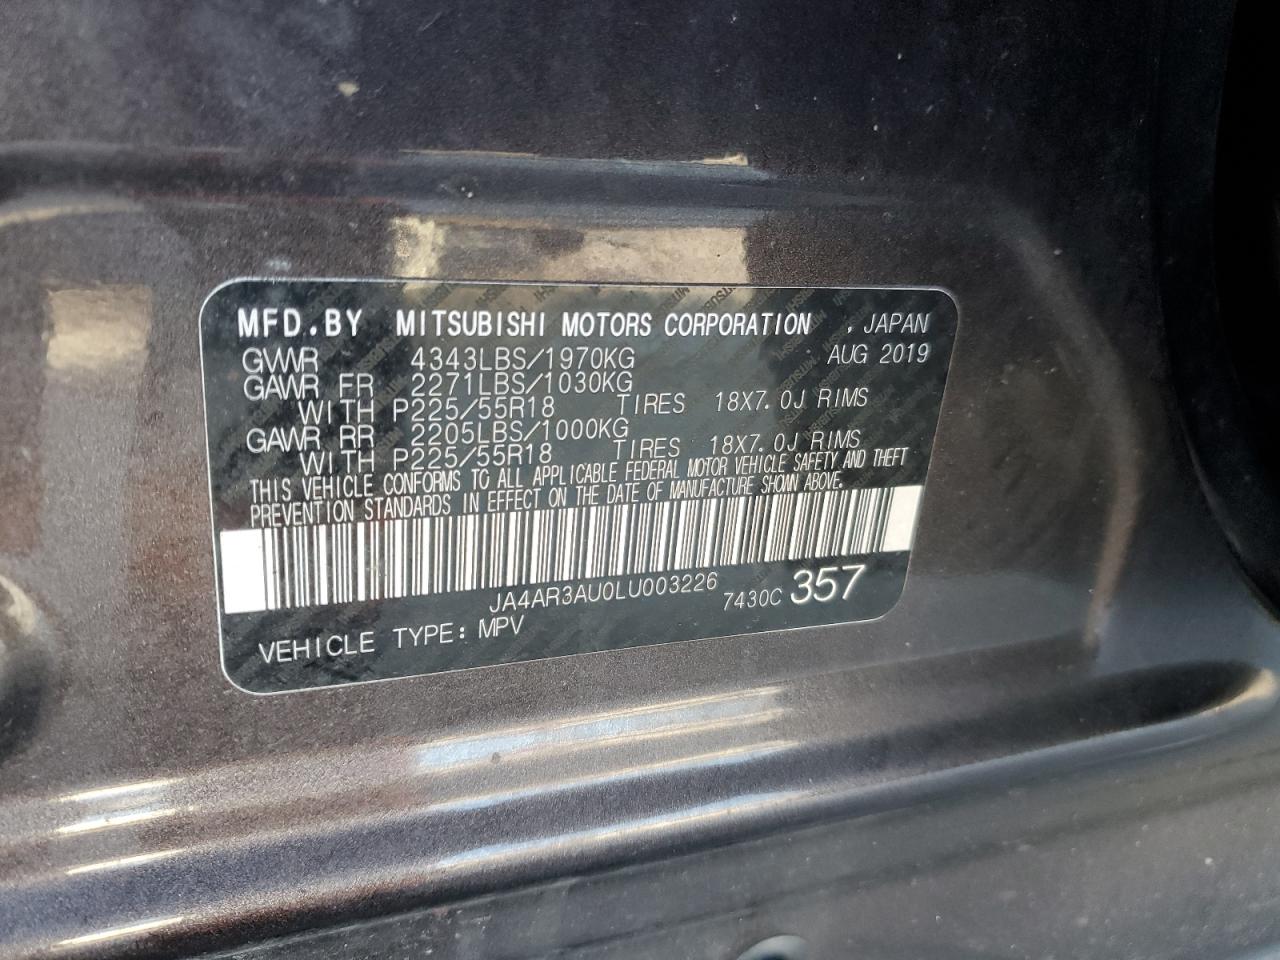 MFD.BY MITSUBISHI MOTORS CORPORATION , JAPAN
GVWR 4343LBS/1970KG AUG 2019
GAWR FR 2271LBS/1030KG
WITH P225/55R18 TIRES 18X7.0J RIMS
GAWR RR 2205LBS/1000KG
WITH P225/55R18 TIRES 18X7.0J RIMS
THIS VEHICLE CONFORMS TO ALL APPLICABLE FEDERAL MOTOR VEHICLE SAFETY AND THEFT
PREVENTION STANDARDS IN EFFECT ON THE DATE OF MANUFACTURE SHOWN ABOVE.
JA4AR3AU0LU003226 7430C 357
VEHICLE TYPE: MPV